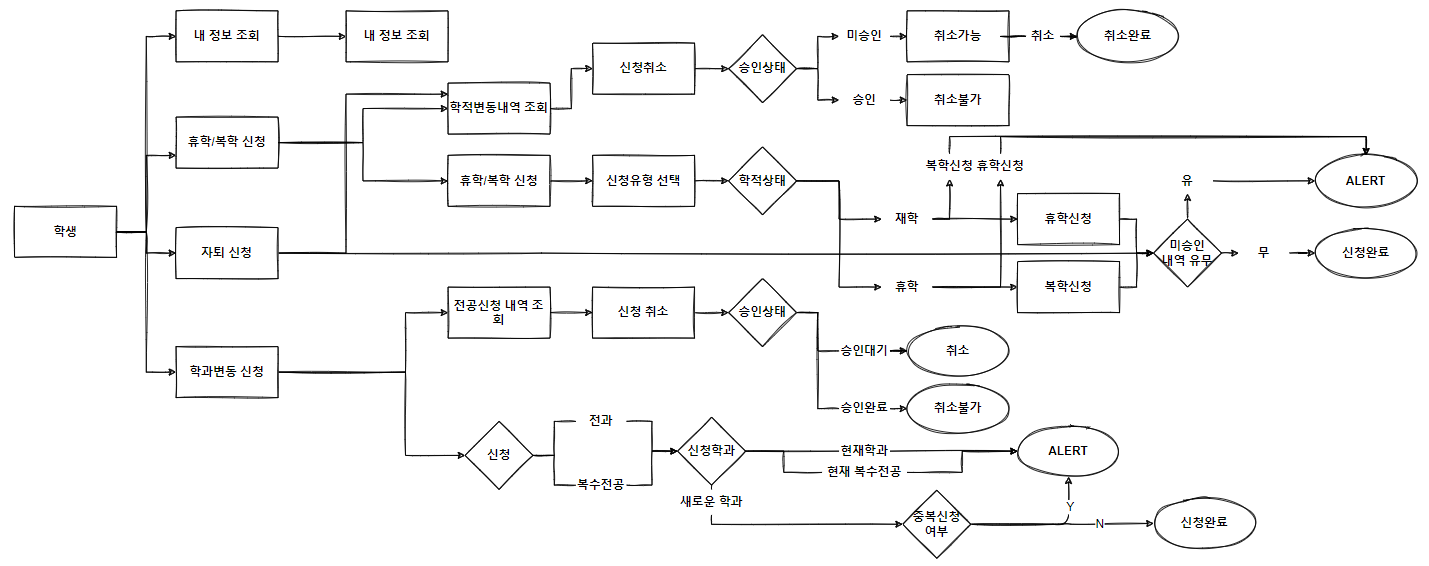 내 정보 조회
내 정보 조회
미승인
취소가능
취소
취소완료
신청취소
승인상태
승인
취소불가
학적변동내역 조회
휴학/복학 신청
휴학/복학 신청
신청유형 선택
학적상태
복학신청
휴학신청
유
ALERT
재학
휴학신청
학생
자퇴 신청
미승인
내역 유무
무
신청완료
휴학
복학신청
전공신청 내역 조
회
신청 취소
승인상태
승인대기
취소
학과변동 신청
승인완료
취소불가
전과
신청
신청학과
현재학과
ALERT
현재 복수전공
복수전공
새로운 학과
중복신청
여부
Y
N
신청완료